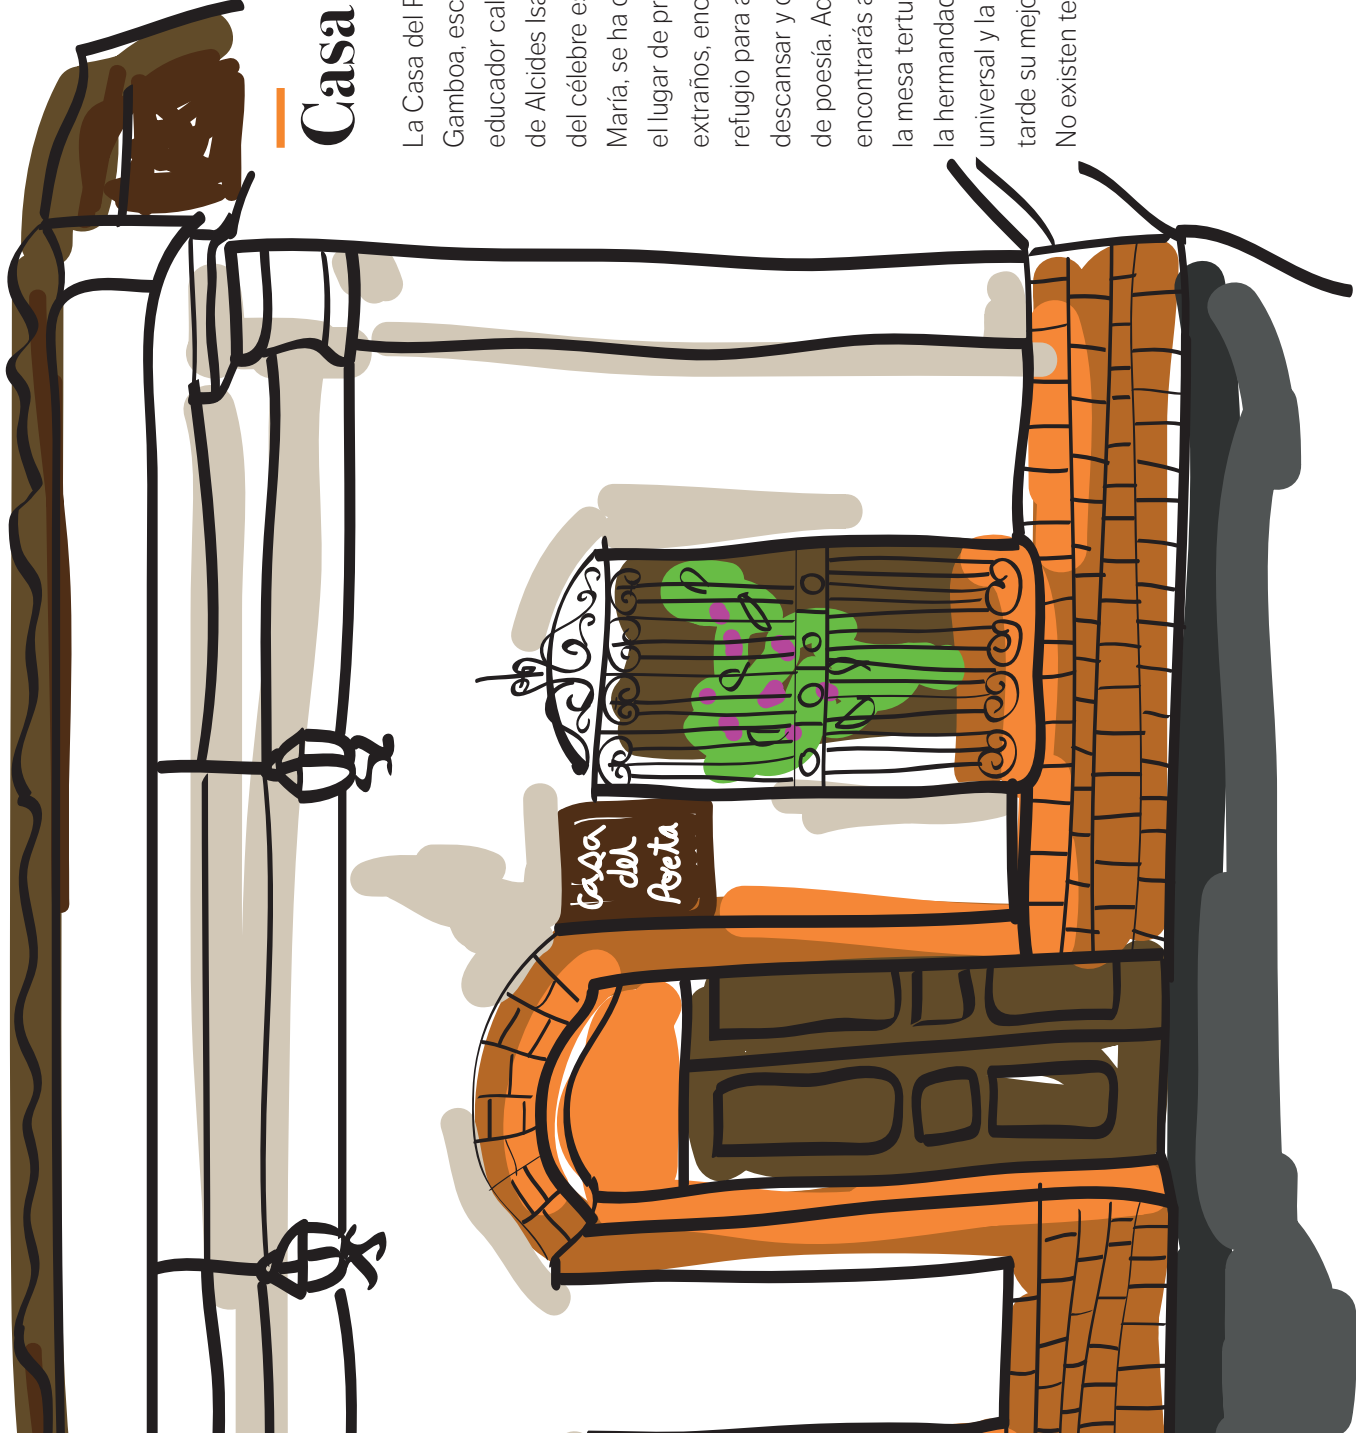 Casa
La Casa del
Gamboa, esc
educador cal
de Alcides Isa
del célebre es
María, se ha c
el lugar de pr
extraños, enc
refugio para a
descansar y c
de poesía. Ac
encontrarás a
la mesa tertu
la hermandad
universal y la
tarde su mejo
No existen te
casa
del
Poeta